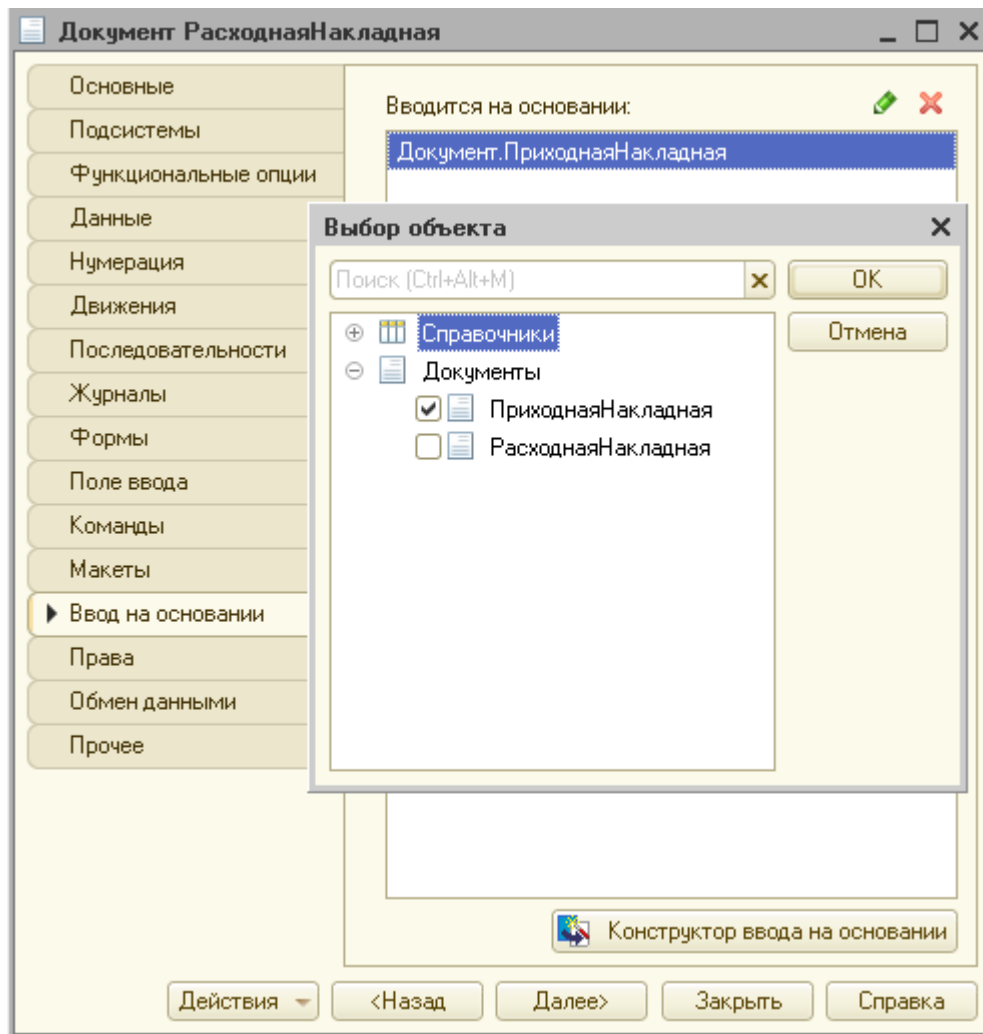 Документ РасходнаяНакладная
Основные
Подсистемы
Функциональные опции
Данные
Нумерация
Движения
Последовательности
Журналы
Формы
Поле ввода
Команды
Макеты
Ввод на основании
Права
Обмен данными
Прочее
Вводится на основании:
Документ.ПриходнаяНакладная
Выбор объекта
Поиск (Ctrl+Alt+M)
OK
Отмена
Справочники
Документы
ПриходнаяНакладная
РасходнаяНакладная
Конструктор ввода на основании
Действия
<Назад
Далее>
Закрыть
Справка